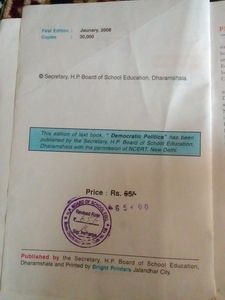 First Edition : Jaunary, 2008
Copies : 30,000
© Secretary, H.P. Board of School Education, Dharamshala
This edition of text book, " Democratic Politics" has been
published by the Secretary, H.P. Board of School Education,
Dharamshala with the permission of NCERT, New Delhi.
Price : Rs. 65/-
65+00
Revised Price
Published by the Secretary, H.P. Board of School Education,
Dharamshala and Printed by Bright Printers Jalandhar City.